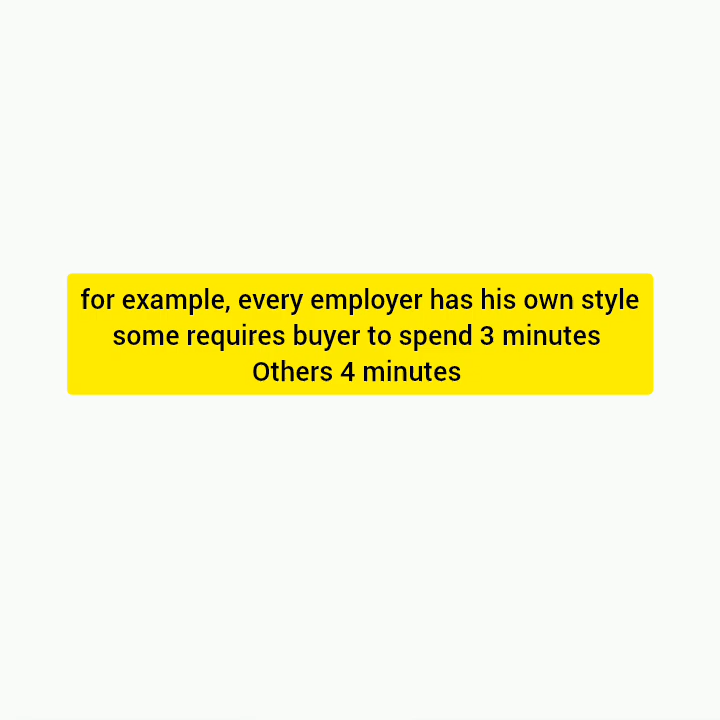 for example, every employer has his own style
some requires buyer to spend 3 minutes
Others 4 minutes